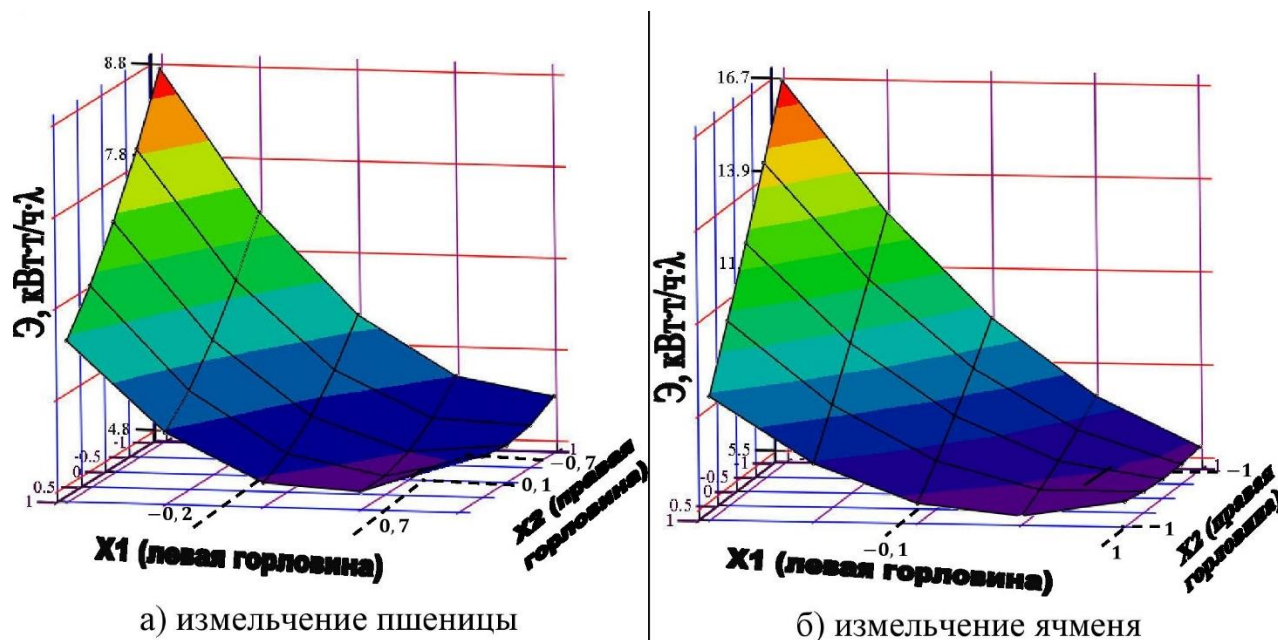 8.8
7.8
4.8
Э, кВт·т/ч·λ
-1
-0.5
0
0.5
1
1
−0,7
0,1
−0,2
0,7
X1 (левая горловина)
X2 (правая
горловина)
а) измельчение пшеницы
16.7
13.9
11
5.5
Э, кВт·т/ч·λ
-1
-0.5
0
0.5
1
1
−1
1
−0,1
1
X1 (левая горловина)
X2 (правая
горловина)
б) измельчение ячменя